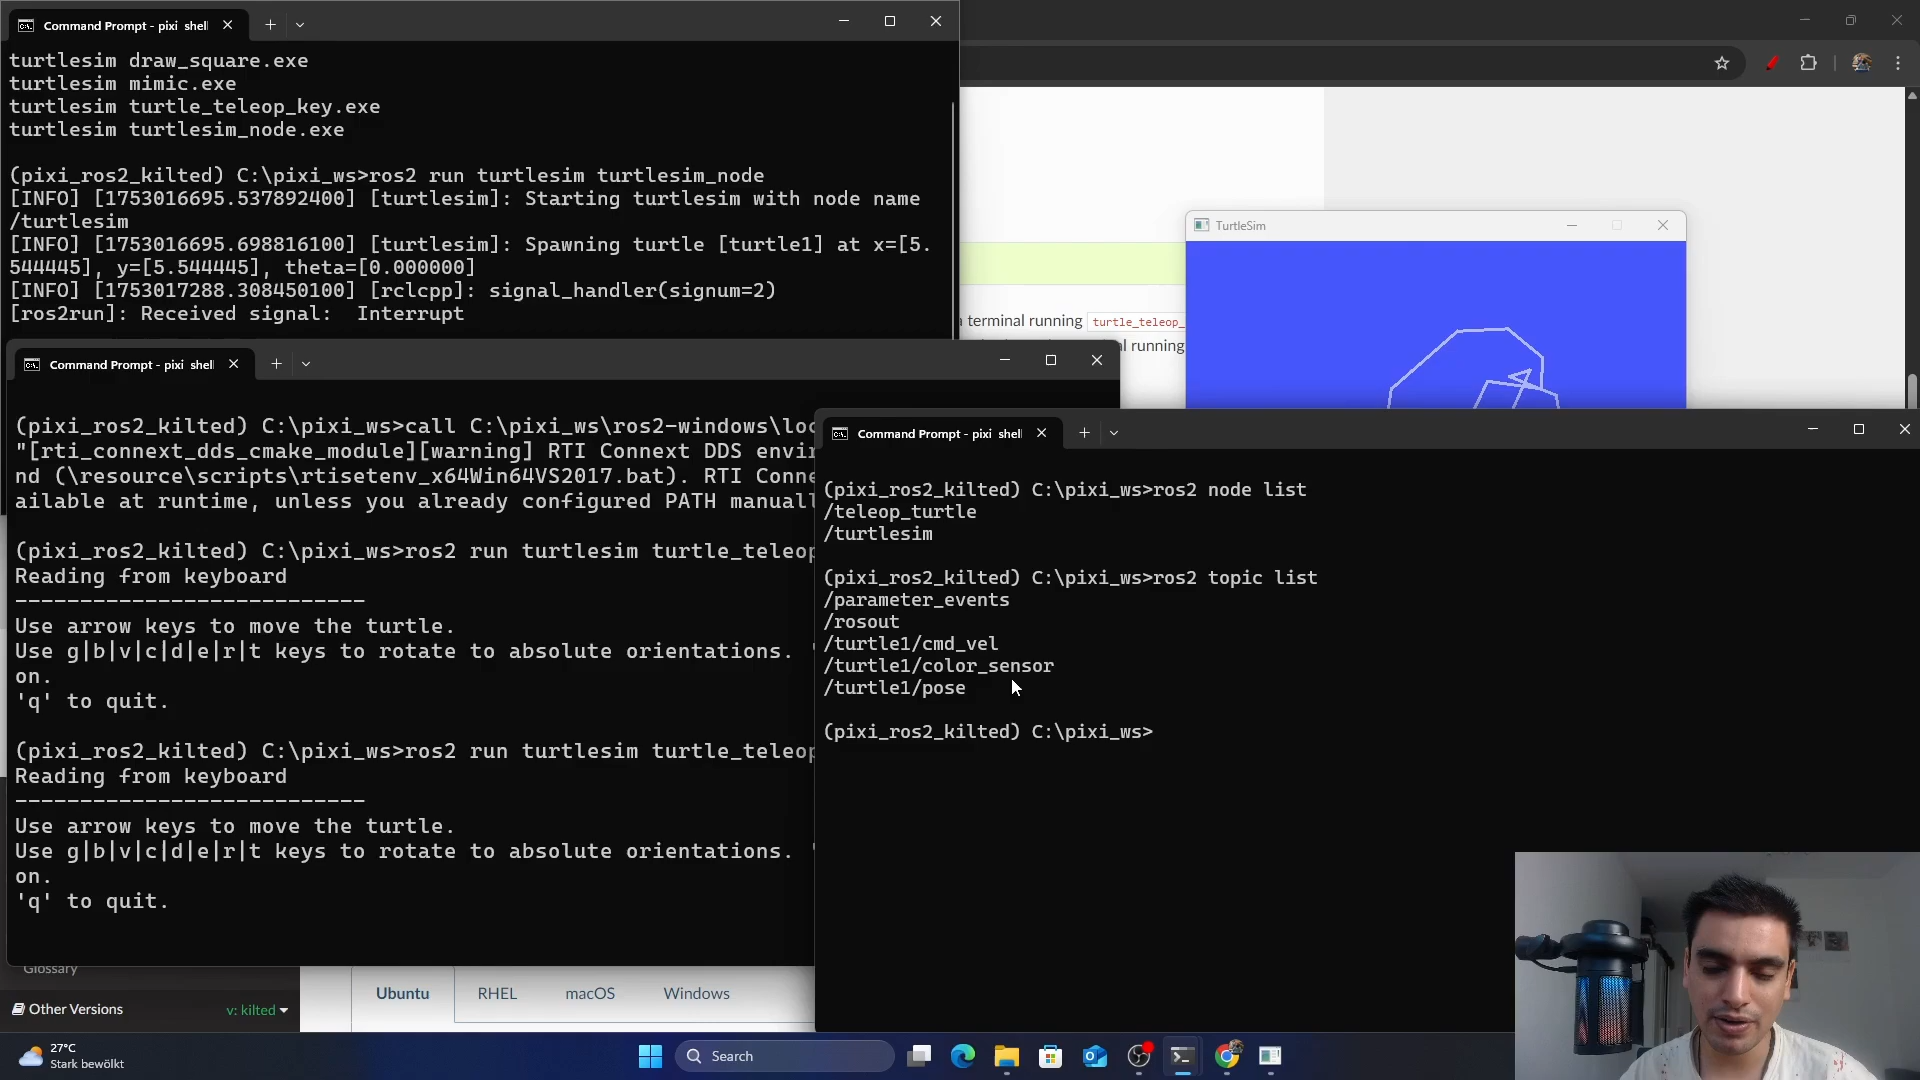 Command Prompt - pixi shell
turtlesim draw_square.exe
turtlesim mimic.exe
turtlesim turtle_teleop_key.exe
turtlesim turtlesim_node.exe
(pixi_ros2_kilted) C:\pixi_ws>ros2 run turtlesim turtlesim_node
[INFO] [1753016695.537892400] [turtlesim]: Starting turtlesim with node name
/turtlesim
[INFO] [1753016695.698816100] [turtlesim]: Spawning turtle [turtle1] at x=[5.
544445], y=[5.544445], theta=[0.000000]
[INFO] [1753017288.308450100] [rclcpp]: signal_handler(signum=2)
[ros2run]: Received signal:  Interrupt
TurtleSim
terminal running turtle_teleop_
running
Command Prompt - pixi shell
(pixi_ros2_kilted) C:\pixi_ws>call C:\pixi_ws\ros2-windows\loc
"[rti_connext_dds_cmake_module][warning] RTI Connext DDS envi
nd (\resource\scripts\rtisetenv_x64Win64VS2017.bat). RTI Conne
ailable at runtime, unless you already configured PATH manuall
(pixi_ros2_kilted) C:\pixi_ws>ros2 run turtlesim turtle_teleop
Reading from keyboard
---------------------------
Use arrow keys to move the turtle.
Use g|b|v|c|d|e|r|t keys to rotate to absolute orientations. '
on.
'q' to quit.
(pixi_ros2_kilted) C:\pixi_ws>ros2 run turtlesim turtle_teleop
Reading from keyboard
---------------------------
Use arrow keys to move the turtle.
Use g|b|v|c|d|e|r|t keys to rotate to absolute orientations. '
on.
'q' to quit.
Command Prompt - pixi shell
(pixi_ros2_kilted) C:\pixi_ws>ros2 node list
/teleop_turtle
/turtlesim
(pixi_ros2_kilted) C:\pixi_ws>ros2 topic list
/parameter_events
/rosout
/turtle1/cmd_vel
/turtle1/color_sensor
/turtle1/pose
(pixi_ros2_kilted) C:\pixi_ws>
Glossary
Other Versions
v: kilted
Ubuntu
RHEL
macOS
Windows
27°C
Stark bewölkt
Search